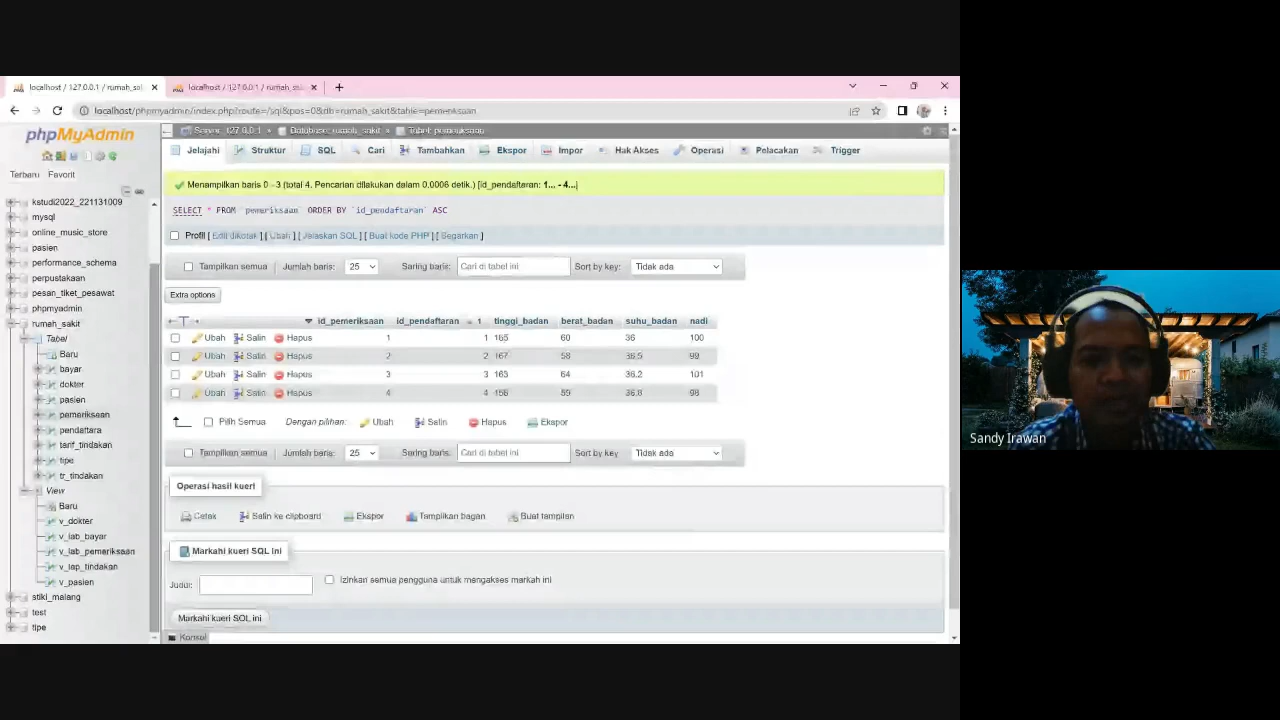 localhost / 127.0.0.1 / rumah_sa
localhost / 127.0.0.1 / rumah_
localhost/phpmyadmin/index.php?route=/sql&pos=0&db=rumah_sakit&table=pemeriksaan
phpMyAdmin
Server: 127.0.0.1 » Database: rumah_sakit » Tabel: pemeriksaan
Jelajahi Struktur SQL Cari Tambahkan Ekspor Impor Hak Akses Operasi Pelacakan Trigger
Terbaru Favorit
kstudi2022_221131009
mysql
online_music_store
pasien
performance_schema
perpustakaan
pesan_tiket_pesawat
phpmyadmin
rumah_sakit
Tabel
Baru
bayar
dokter
pasien
pemeriksaan
pendaftara
tarif_tindakan
tipe
tr_tindakan
View
Baru
v_dokter
v_lab_bayar
v_lab_pemeriksaan
v_lap_tindakan
v_pasien
stiki_malang
test
tipe
Menampilkan baris 0 - 3 (total 4, Pencarian dilakukan dalam 0.0006 detik.) [id_pendaftaran: 1... - 4...]
SELECT * FROM `pemeriksaan` ORDER BY `id_pendaftaran` ASC
Profil [ Edit dikotak ] [ Ubah ] [ Jelaskan SQL ] [ Buat kode PHP ] [ Segarkan ]
Tampilkan semua Jumlah baris: 25 Saring baris: Cari di tabel ini Sort by key: Tidak ada
Extra options
id_pemeriksaan id_pendaftaran 1 tinggi_badan berat_badan suhu_badan nadi
Ubah Salin Hapus 1 1 165 60 36 100
Ubah Salin Hapus 2 2 167 58 36.5 99
Ubah Salin Hapus 3 3 163 64 36.2 101
Ubah Salin Hapus 4 4 156 59 36.8 98
Pilih Semua Dengan pilihan: Ubah Salin Hapus Ekspor
Tampilkan semua Jumlah baris: 25 Saring baris: Cari di tabel ini Sort by key Tidak ada
Operasi hasil kueri
Cetak Salin ke clipboard Ekspor Tampilkan bagan Buat tampilan
Markahi kueri SQL ini
Judul: Izinkan semua pengguna untuk mengakses markah ini
Markahi kueri SQL ini
Konsol
Sandy Irawan